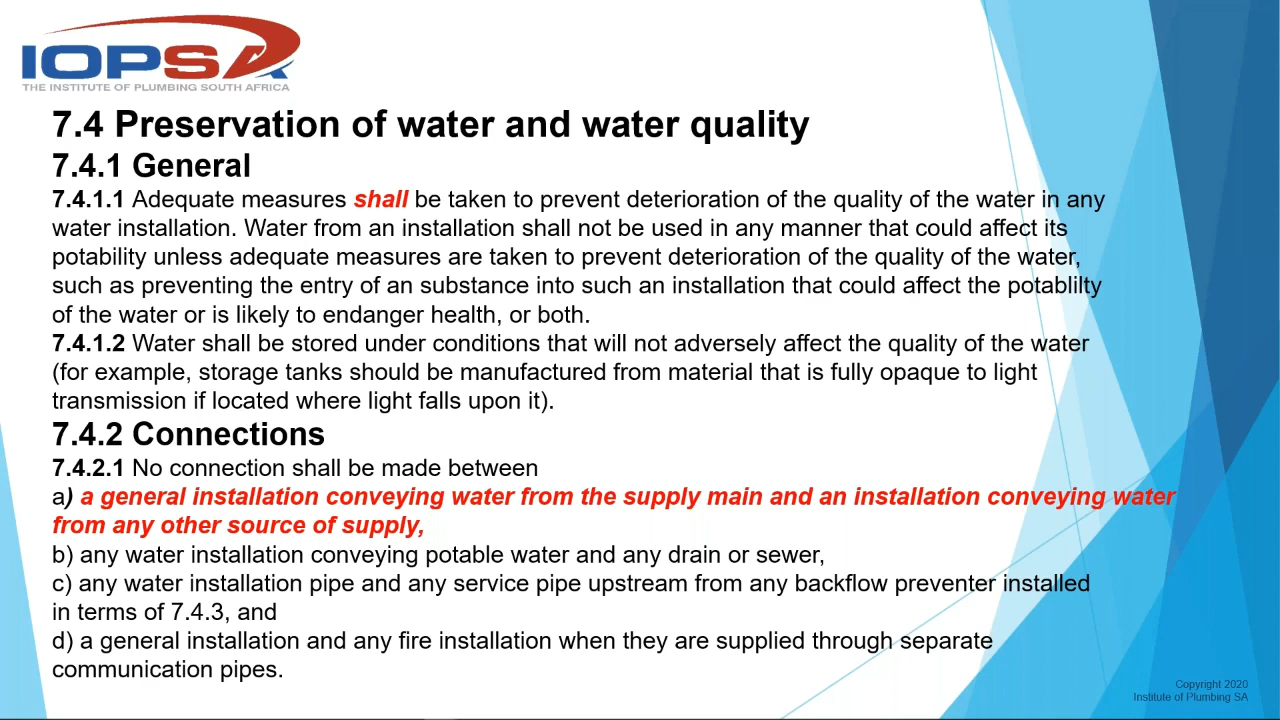 IOPSA
THE INSTITUTE OF PLUMBING SOUTH AFRICA
7.4 Preservation of water and water quality
7.4.1 General
7.4.1.1 Adequate measures shall be taken to prevent deterioration of the quality of the water in any
water installation. Water from an installation shall not be used in any manner that could affect its
potability unless adequate measures are taken to prevent deterioration of the quality of the water,
such as preventing the entry of an substance into such an installation that could affect the potablilty
of the water or is likely to endanger health, or both.
7.4.1.2 Water shall be stored under conditions that will not adversely affect the quality of the water
(for example, storage tanks should be manufactured from material that is fully opaque to light
transmission if located where light falls upon it).
7.4.2 Connections
7.4.2.1 No connection shall be made between
a) a general installation conveying water from the supply main and an installation conveying water
from any other source of supply,
b) any water installation conveying potable water and any drain or sewer,
c) any water installation pipe and any service pipe upstream from any backflow preventer installed
in terms of 7.4.3, and
d) a general installation and any fire installation when they are supplied through separate
communication pipes.
Copyright 2020
Institute of Plumbing SA